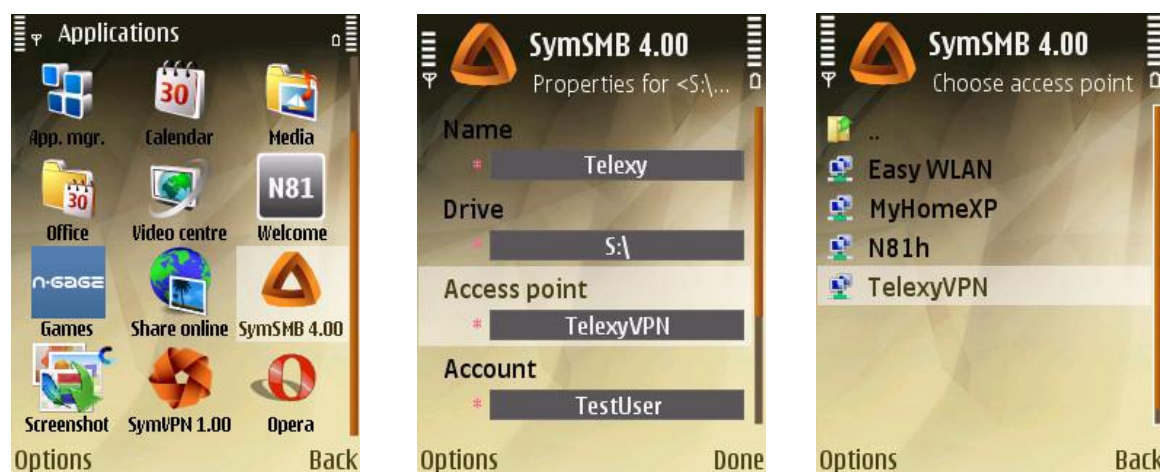 Applications
30
App. mgr.
Calendar
Media
30
N81
Office
Video centre
Welcome
n-gage
Games
Share online
SymSMB 4.00
Screenshot
SymVPN 1.00
Opera
Options
Back
SymSMB 4.00
Properties for <S:\...
Name
* Telexy
Drive
* S:\
Access point
* TelexyVPN
Account
* TestUser
Options
Done
SymSMB 4.00
Choose access point
..
Easy WLAN
MyHomeXP
N81h
TelexyVPN
Options
Back